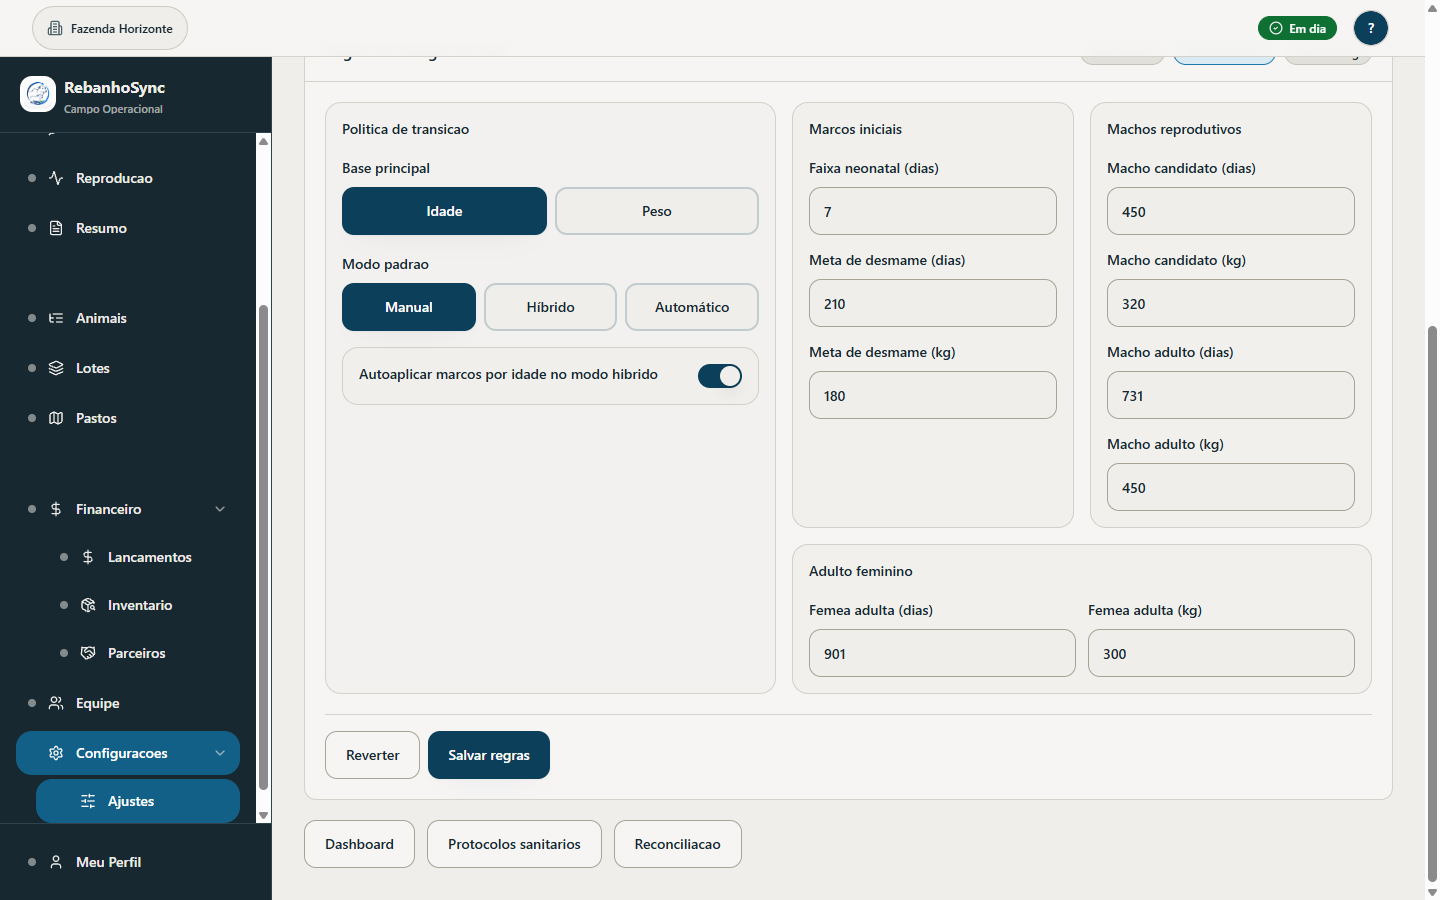 Fazenda Horizonte
Em dia
?
RebanhoSync
Campo Operacional
Reproducao
Resumo
Animais
Lotes
Pastos
Financeiro
Lancamentos
Inventario
Parceiros
Equipe
Configuracoes
Ajustes
Meu Perfil
Politica de transicao
Base principal
Idade
Peso
Modo padrao
Manual
Híbrido
Automático
Autoaplicar marcos por idade no modo hibrido
Marcos iniciais
Faixa neonatal (dias)
7
Meta de desmame (dias)
210
Meta de desmame (kg)
180
Machos reprodutivos
Macho candidato (dias)
450
Macho candidato (kg)
320
Macho adulto (dias)
731
Macho adulto (kg)
450
Adulto feminino
Femea adulta (dias)
901
Femea adulta (kg)
300
Reverter
Salvar regras
Dashboard
Protocolos sanitarios
Reconciliacao